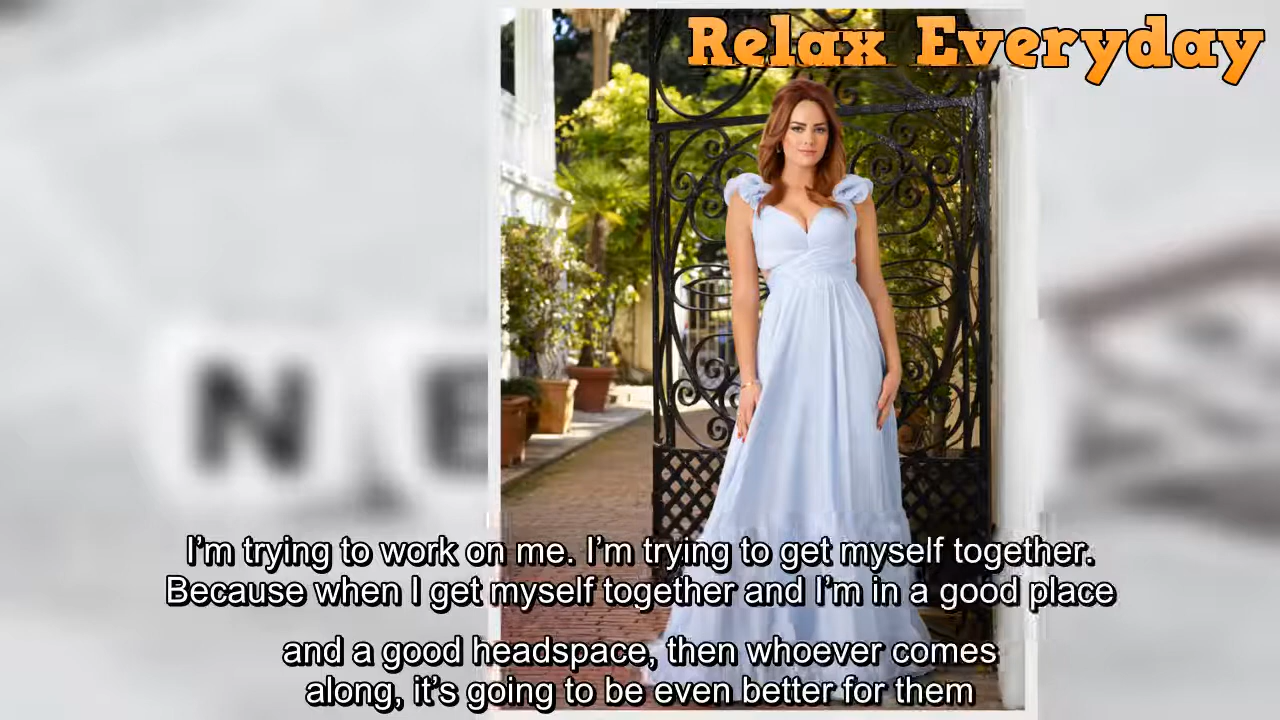 Relax Everyday
N E
I'm trying to work on me. I'm trying to get myself together.
Because when I get myself together and I'm in a good place
and a good headspace, then whoever comes
along, it's going to be even better for them